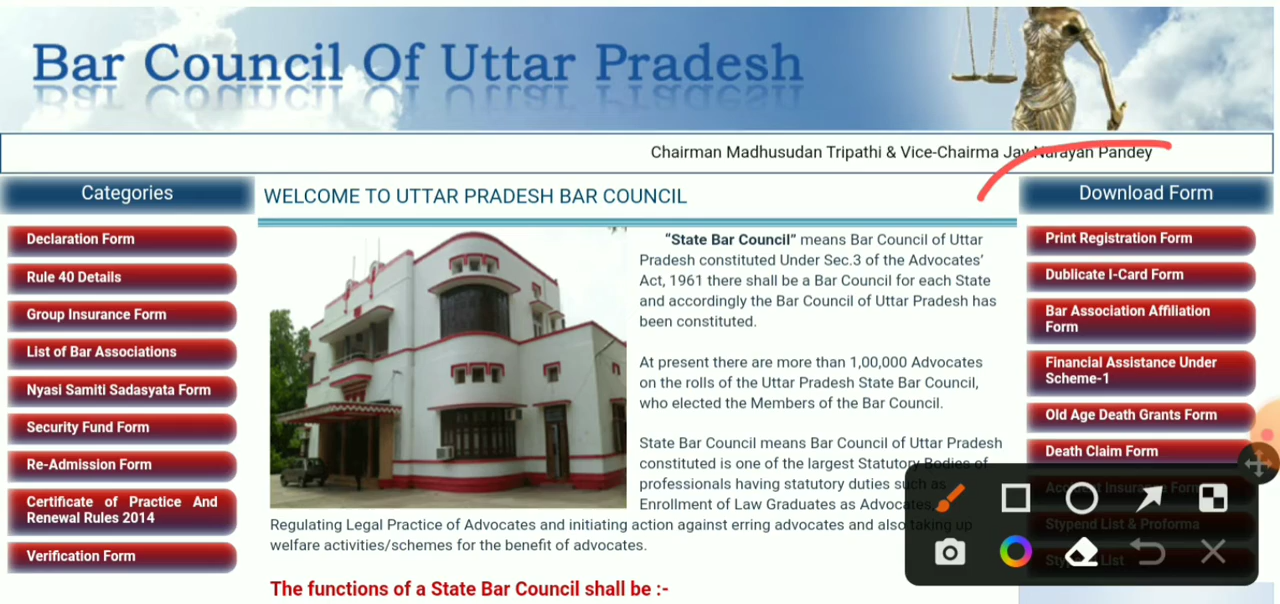 Bar Council Of Uttar Pradesh
Chairman Madhusudan Tripathi & Vice-Chairma Jay Narayan Pandey
Categories
Declaration Form
Rule 40 Details
Group Insurance Form
List of Bar Associations
Nyasi Samiti Sadasyata Form
Security Fund Form
Re-Admission Form
Certificate of Practice And
Renewal Rules 2014
Verification Form
WELCOME TO UTTAR PRADESH BAR COUNCIL
“State Bar Council” means Bar Council of Uttar
Pradesh constituted Under Sec.3 of the Advocates’
Act, 1961 there shall be a Bar Council for each State
and accordingly the Bar Council of Uttar Pradesh has
been constituted.
At present there are more than 1,00,000 Advocates
on the rolls of the Uttar Pradesh State Bar Council,
who elected the Members of the Bar Council.
State Bar Council means Bar Council of Uttar Pradesh
constituted is one of the largest Statutory Bodies of
professionals having statutory duties such as
Enrollment of Law Graduates as Advocates,
Regulating Legal Practice of Advocates and initiating action against erring advocates and also taking up
welfare activities/schemes for the benefit of advocates.
The functions of a State Bar Council shall be :-
Download Form
Print Registration Form
Dublicate I-Card Form
Bar Association Affiliation
Form
Financial Assistance Under
Scheme-1
Old Age Death Grants Form
Death Claim Form
Accident Insurance Form
Stypend List & Proforma
List